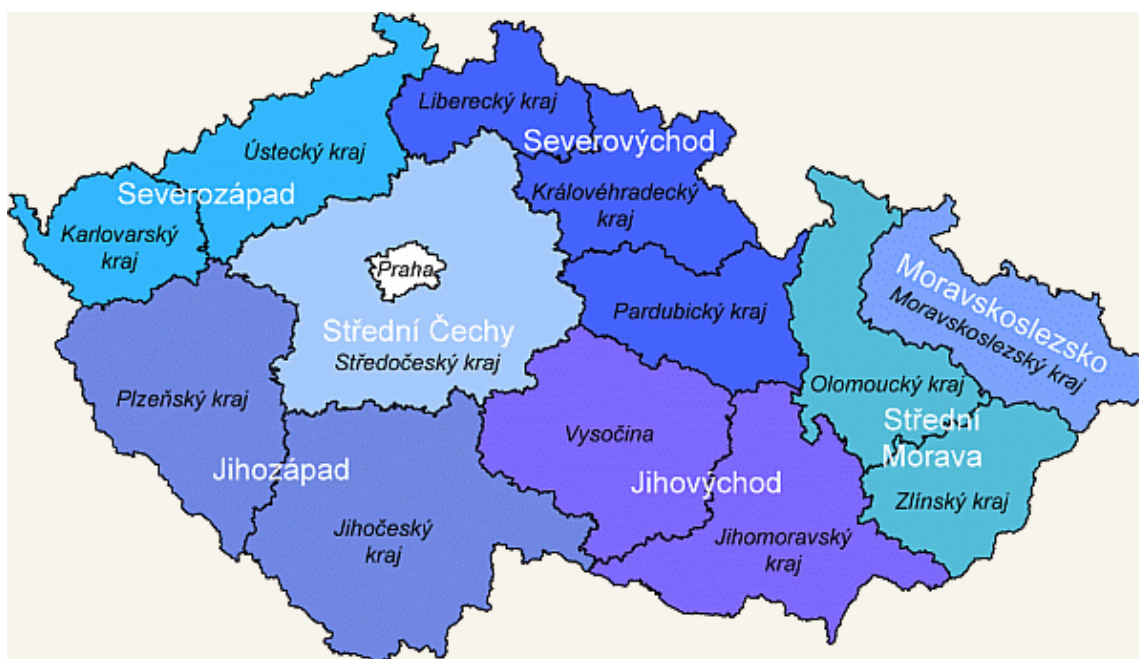 Liberecký kraj
Severovýchod
Ústecký kraj
Severozápad
Královéhradecký
kraj
Karlovarský
kraj
Praha
Moravskoslezsko
Moravskoslezský kraj
Pardubický kraj
Střední Čechy
Středočeský kraj
Plzeňský kraj
Olomoucký kraj
Střední
Morava
Vysočina
Jihozápad
Jihovýchod
Zlínský kraj
Jihočeský
kraj
Jihomoravský
kraj